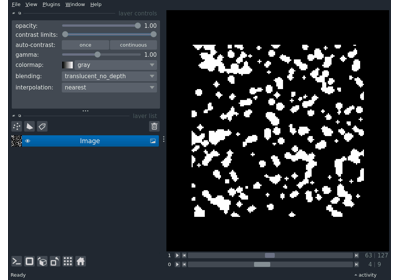 File View Plugins Window Help
layer controls
opacity: 1.00
contrast limits:
auto-contrast: once continuous
gamma: 1.00
colormap: gray
blending: translucent_no_depth
interpolation: nearest
layer list
Image
1 63 127
0 4 9
Ready activity